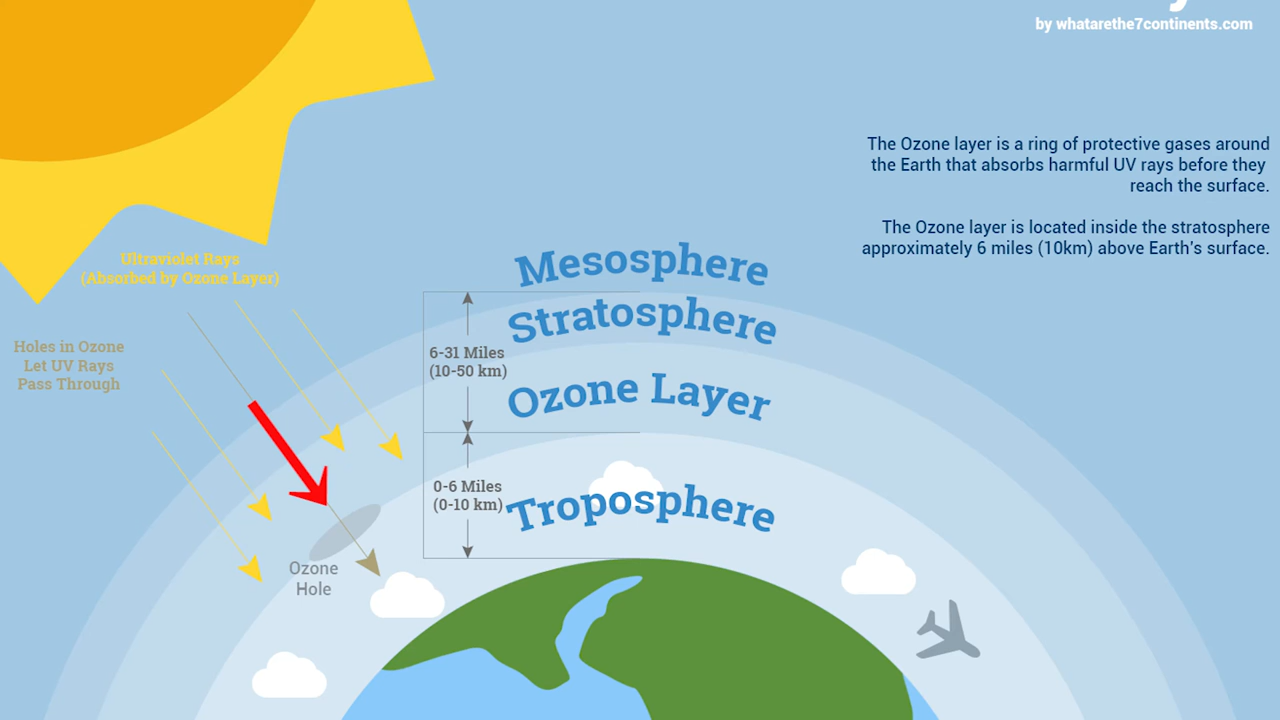 by whatarethe7continents.com
The Ozone layer is a ring of protective gases around
the Earth that absorbs harmful UV rays before they
reach the surface.
The Ozone layer is located inside the stratosphere
approximately 6 miles (10km) above Earth's surface.
Ultraviolet Rays
(Absorbed by Ozone Layer)
Holes in Ozone
Let UV Rays
Pass Through
Mesosphere
Stratosphere
6-31 Miles
(10-50 km)
Ozone Layer
0-6 Miles
(0-10 km)
Troposphere
Ozone
Hole